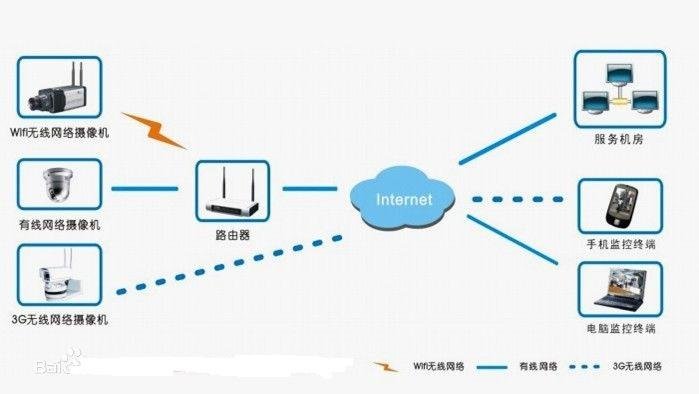 Wifi无线网络摄像机
有线网络摄像机
3G无线网络摄像机
路由器
Internet
服务机房
手机监控终端
电脑监控终端
Wifi无线网络
有线网络
3G无线网络